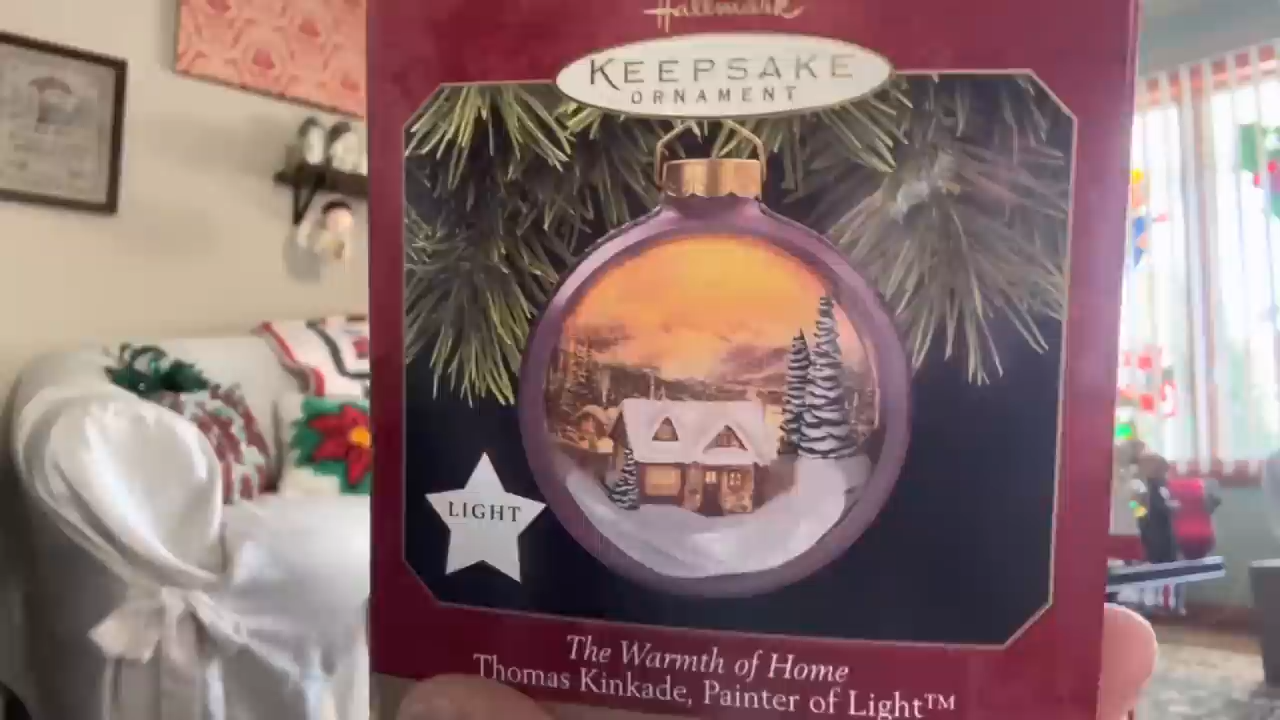 Hallmark
KEEPSAKE
ORNAMENT
LIGHT
The Warmth of Home
Thomas Kinkade, Painter of Light™